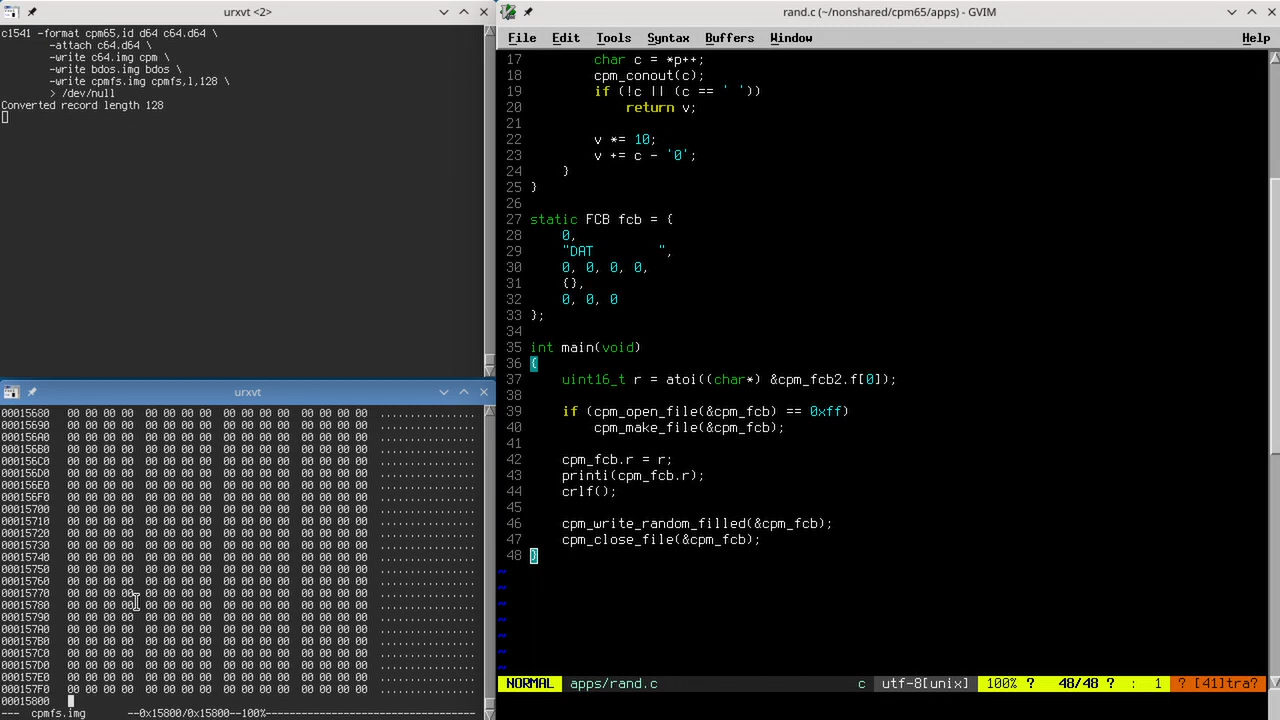 urxvt <2>
c1541 -format cpm65,id d64 c64.d64 \
-attach c64.d64 \
-write c64.img cpm \
-write bdos.img bdos \
-write cpmfs.img cpmfs,l,128 \
> /dev/null
Converted record length 128
urxvt
00015680 00 00 00 00 00 00 00 00 00 00 00 00 00 00 00 00 ................
00015690 00 00 00 00 00 00 00 00 00 00 00 00 00 00 00 00 ................
000156A0 00 00 00 00 00 00 00 00 00 00 00 00 00 00 00 00 ................
000156B0 00 00 00 00 00 00 00 00 00 00 00 00 00 00 00 00 ................
000156C0 00 00 00 00 00 00 00 00 00 00 00 00 00 00 00 00 ................
000156D0 00 00 00 00 00 00 00 00 00 00 00 00 00 00 00 00 ................
000156E0 00 00 00 00 00 00 00 00 00 00 00 00 00 00 00 00 ................
000156F0 00 00 00 00 00 00 00 00 00 00 00 00 00 00 00 00 ................
00015700 00 00 00 00 00 00 00 00 00 00 00 00 00 00 00 00 ................
00015710 00 00 00 00 00 00 00 00 00 00 00 00 00 00 00 00 ................
00015720 00 00 00 00 00 00 00 00 00 00 00 00 00 00 00 00 ................
00015730 00 00 00 00 00 00 00 00 00 00 00 00 00 00 00 00 ................
00015740 00 00 00 00 00 00 00 00 00 00 00 00 00 00 00 00 ................
00015750 00 00 00 00 00 00 00 00 00 00 00 00 00 00 00 00 ................
00015760 00 00 00 00 00 00 00 00 00 00 00 00 00 00 00 00 ................
00015770 00 00 00 00 00 00 00 00 00 00 00 00 00 00 00 00 ................
00015780 00 00 00 00 00 00 00 00 00 00 00 00 00 00 00 00 ................
00015790 00 00 00 00 00 00 00 00 00 00 00 00 00 00 00 00 ................
000157A0 00 00 00 00 00 00 00 00 00 00 00 00 00 00 00 00 ................
000157B0 00 00 00 00 00 00 00 00 00 00 00 00 00 00 00 00 ................
000157C0 00 00 00 00 00 00 00 00 00 00 00 00 00 00 00 00 ................
000157D0 00 00 00 00 00 00 00 00 00 00 00 00 00 00 00 00 ................
000157E0 00 00 00 00 00 00 00 00 00 00 00 00 00 00 00 00 ................
000157F0 00 00 00 00 00 00 00 00 00 00 00 00 00 00 00 00 ................
00015800
--- cpmfs.img --0x15800/0x15800--100%------------------
rand.c (~/nonshared/cpm65/apps) - GVIM
File Edit Tools Syntax Buffers Window Help
17 char c = *p++;
18 cpm_conout(c);
19 if (!c || (c == ' '))
20 return v;
21
22 v *= 10;
23 v += c - '0';
24 }
25 }
26
27 static FCB fcb = {
28 0,
29 "DAT        ",
30 0, 0, 0, 0,
31 {},
32 0, 0, 0
33 };
34
35 int main(void)
36 {
37 uint16_t r = atoi((char*) &cpm_fcb2.f[0]);
38
39 if (cpm_open_file(&cpm_fcb) == 0xff)
40 cpm_make_file(&cpm_fcb);
41
42 cpm_fcb.r = r;
43 printi(cpm_fcb.r);
44 crlf();
45
46 cpm_write_random_filled(&cpm_fcb);
47 cpm_close_file(&cpm_fcb);
48 }
~
~
~
~
~
~
~
NORMAL apps/rand.c c utf-8[unix] 100% ? 48/48 ? : 1 ? [41]tra?